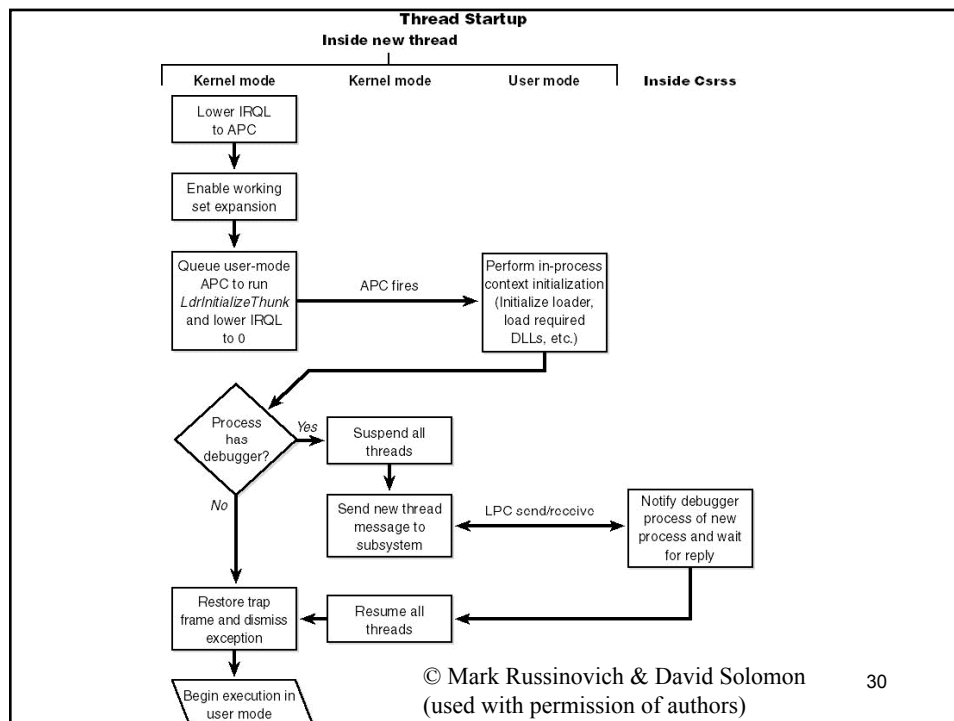 Thread Startup
Inside new thread
Kernel mode
Kernel mode
User mode
Inside Csrss
Lower IRQL
to APC
Enable working
set expansion
Queue user-mode
APC to run
LdrInitializeThunk
and lower IRQL
to 0
APC fires
Perform in-process
context initialization
(Initialize loader,
load required
DLLs, etc.)
Process
has
debugger?
Yes
No
Suspend all
threads
Send new thread
message to
subsystem
LPC send/receive
Notify debugger
process of new
process and wait
for reply
Resume all
threads
Restore trap
frame and dismiss
exception
Begin execution in
user mode
© Mark Russinovich & David Solomon
(used with permission of authors)
30